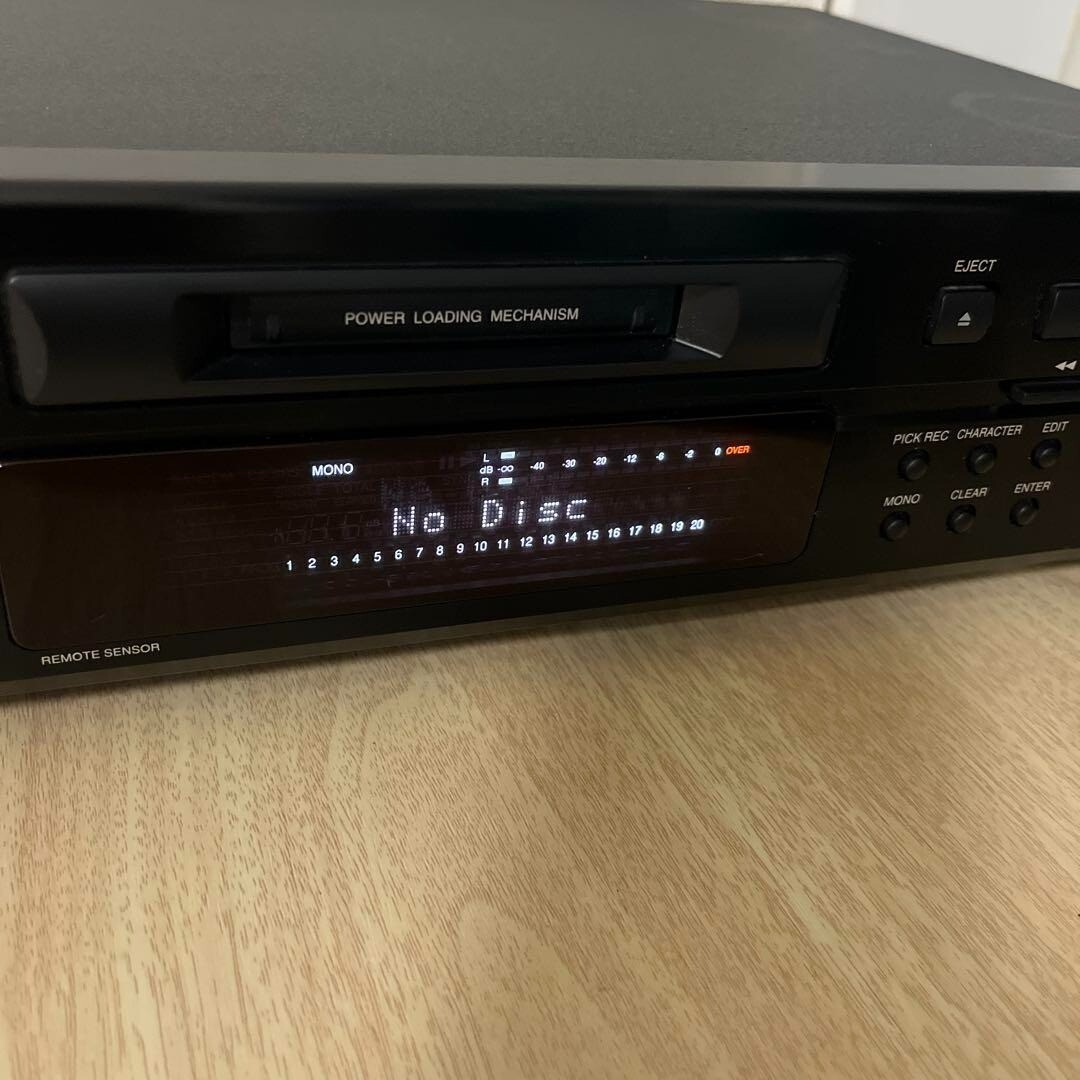 EJECT
POWER LOADING MECHANISM
PICK REC CHARACTER EDIT
MONO CLEAR ENTER
MONO
L
dB -∞ -40 -30 -20 -12 -6 -2 0 OVER
R
No Disc
1 2 3 4 5 6 7 8 9 10 11 12 13 14 15 16 17 18 19 20
REMOTE SENSOR